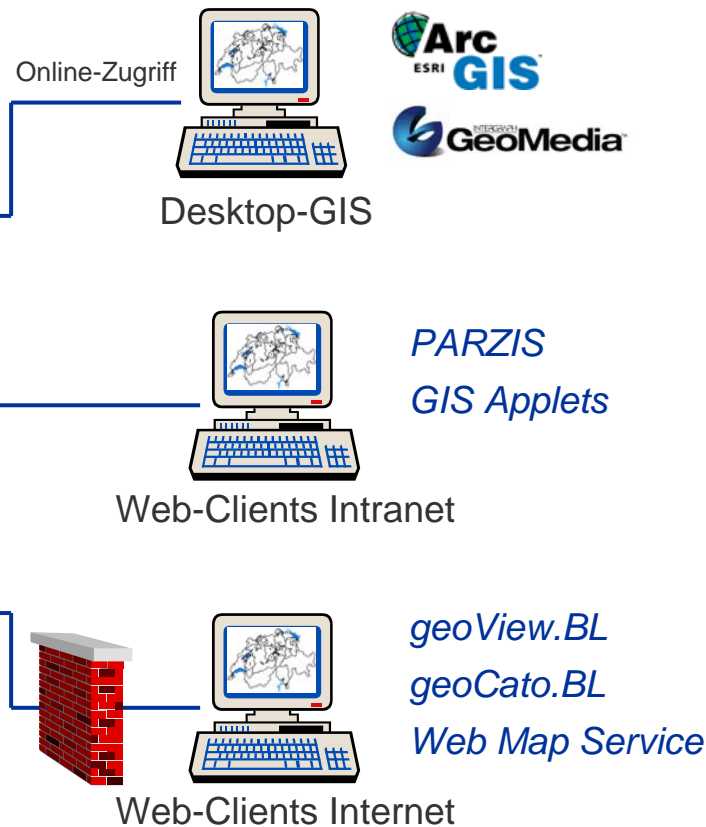 Online-Zugriff
Arc
ESRI GIS
INTERGRAPH
GeoMedia
Desktop-GIS
PARZIS
GIS Applets
Web-Clients Intranet
geoView.BL
geoCato.BL
Web Map Service
Web-Clients Internet